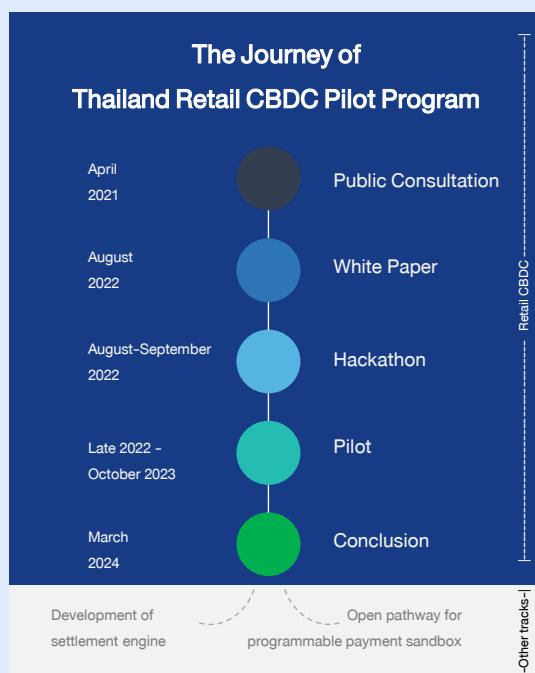 The Journey of
Thailand Retail CBDC Pilot Program
April
2021
Public Consultation
August
2022
White Paper
August-September
2022
Hackathon
Late 2022 -
October 2023
Pilot
March
2024
Conclusion
Retail CBDC
Development of
settlement engine
Open pathway for
programmable payment sandbox
Other tracks